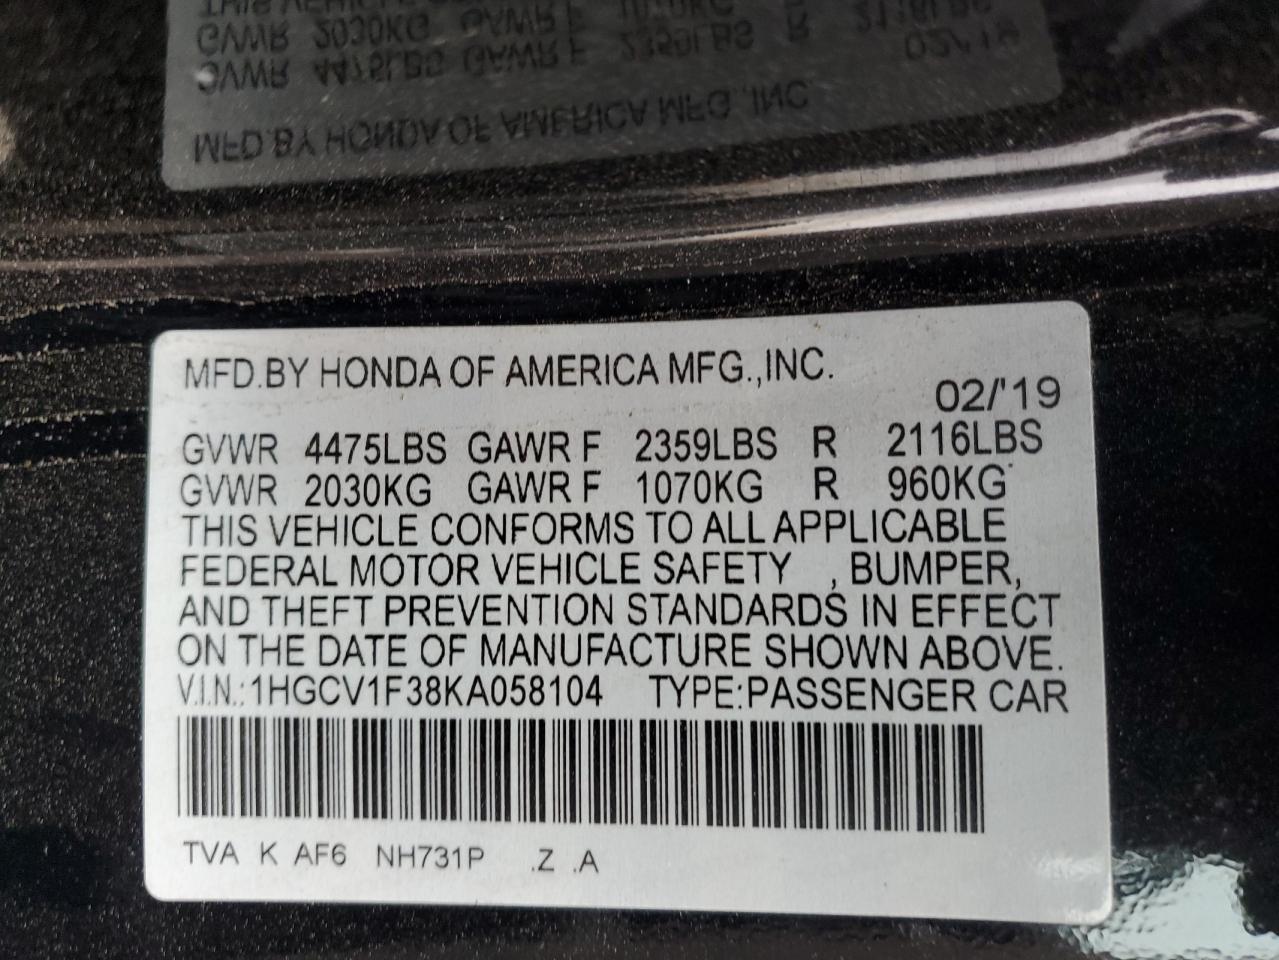 MFD.BY HONDA OF AMERICA MFG.,INC.
02/'19
GVWR 4475LBS GAWR F 2359LBS R 2116LBS
GVWR 2030KG GAWR F 1070KG R 960KG
THIS VEHICLE CONFORMS TO ALL APPLICABLE
FEDERAL MOTOR VEHICLE SAFETY , BUMPER,
AND THEFT PREVENTION STANDARDS IN EFFECT
ON THE DATE OF MANUFACTURE SHOWN ABOVE.
V.I.N.:1HGCV1F38KA058104 TYPE:PASSENGER CAR
TVA K AF6 NH731P .Z .A